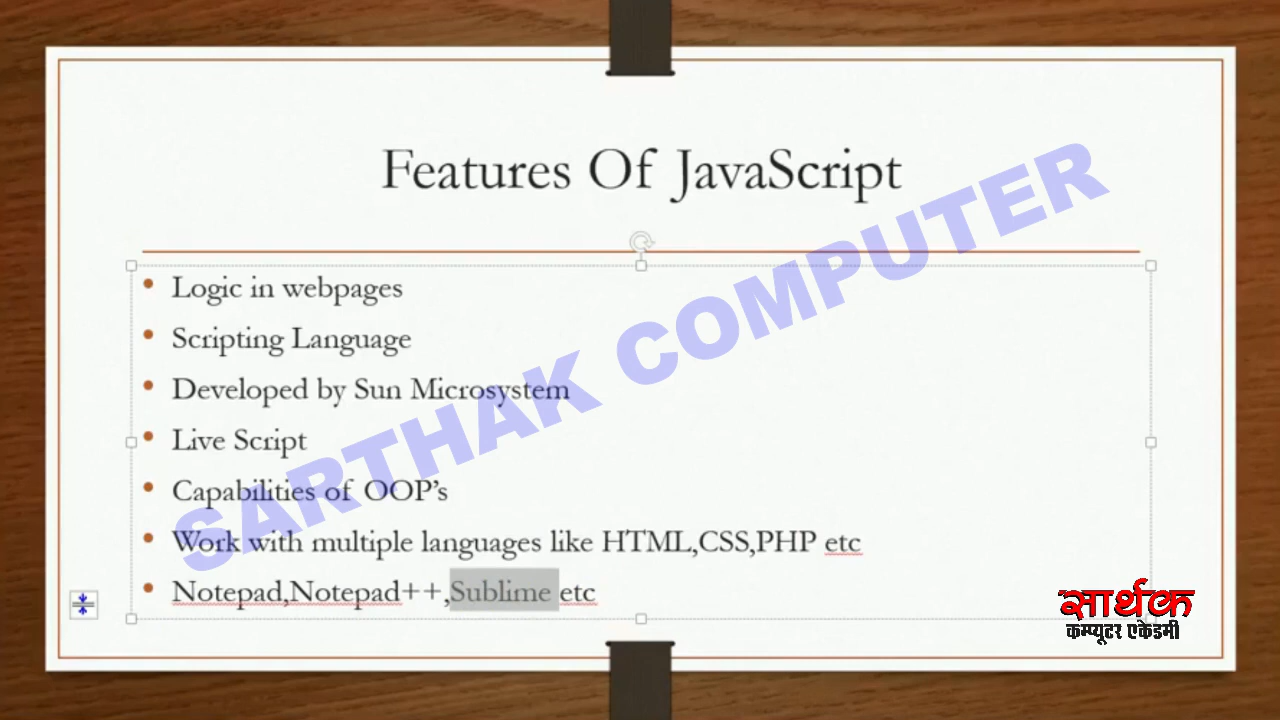 Features Of JavaScript
• Logic in webpages
• Scripting Language
• Developed by Sun Microsystem
• Live Script
• Capabilities of OOP’s
• Work with multiple languages like HTML,CSS,PHP etc
• Notepad,Notepad++,Sublime etc
SARTHAK COMPUTER
सार्थक
कम्प्यूटर एकेडमी